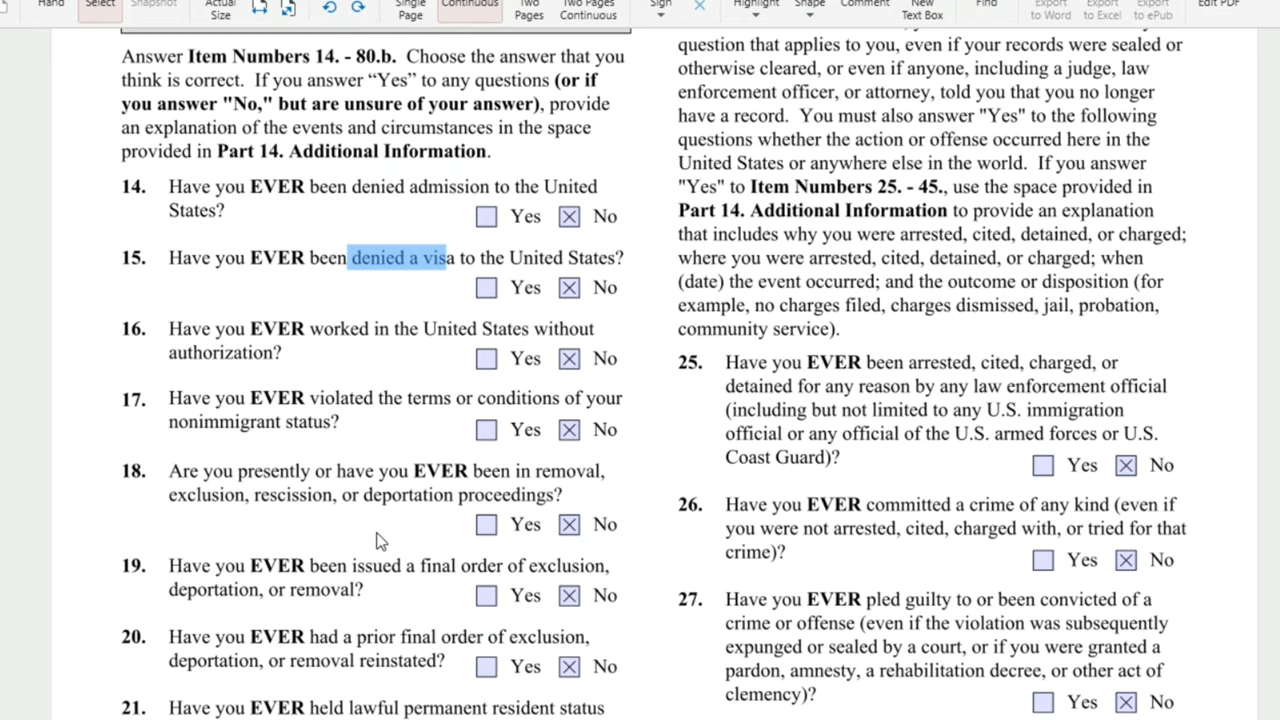 Hand
Select
Snapshot
Actual
Size
Single
Page
Continuous
Two
Pages
Two Pages
Continuous
Sign
Highlight
Shape
Comment
New
Text Box
Find
Export
to Word
Export
to Excel
Export
to ePub
Edit PDF
Answer Item Numbers 14. - 80.b. Choose the answer that you
think is correct. If you answer “Yes” to any questions (or if
you answer "No," but are unsure of your answer), provide
an explanation of the events and circumstances in the space
provided in Part 14. Additional Information.
14. Have you EVER been denied admission to the United
States?
Yes No
15. Have you EVER been denied a visa to the United States?
Yes No
16. Have you EVER worked in the United States without
authorization?
Yes No
17. Have you EVER violated the terms or conditions of your
nonimmigrant status?
Yes No
18. Are you presently or have you EVER been in removal,
exclusion, rescission, or deportation proceedings?
Yes No
19. Have you EVER been issued a final order of exclusion,
deportation, or removal?
Yes No
20. Have you EVER had a prior final order of exclusion,
deportation, or removal reinstated?
Yes No
21. Have you EVER held lawful permanent resident status
question that applies to you, even if your records were sealed or
otherwise cleared, or even if anyone, including a judge, law
enforcement officer, or attorney, told you that you no longer
have a record. You must also answer "Yes" to the following
questions whether the action or offense occurred here in the
United States or anywhere else in the world. If you answer
"Yes" to Item Numbers 25. - 45., use the space provided in
Part 14. Additional Information to provide an explanation
that includes why you were arrested, cited, detained, or charged;
where you were arrested, cited, detained, or charged; when
(date) the event occurred; and the outcome or disposition (for
example, no charges filed, charges dismissed, jail, probation,
community service).
25. Have you EVER been arrested, cited, charged, or
detained for any reason by any law enforcement official
(including but not limited to any U.S. immigration
official or any official of the U.S. armed forces or U.S.
Coast Guard)?
Yes No
26. Have you EVER committed a crime of any kind (even if
you were not arrested, cited, charged with, or tried for that
crime)?
Yes No
27. Have you EVER pled guilty to or been convicted of a
crime or offense (even if the violation was subsequently
expunged or sealed by a court, or if you were granted a
pardon, amnesty, a rehabilitation decree, or other act of
clemency)?
Yes No